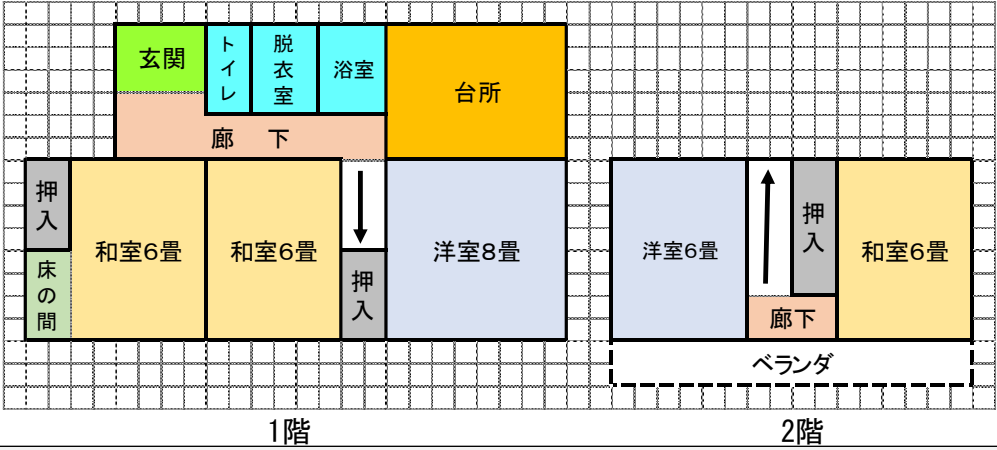 玄関
トイレ
脱衣室
浴室
台所
廊 下
押入
和室6畳
和室6畳
洋室8畳
床の間
押入
洋室6畳
押入
和室6畳
廊下
ベランダ
1階
2階